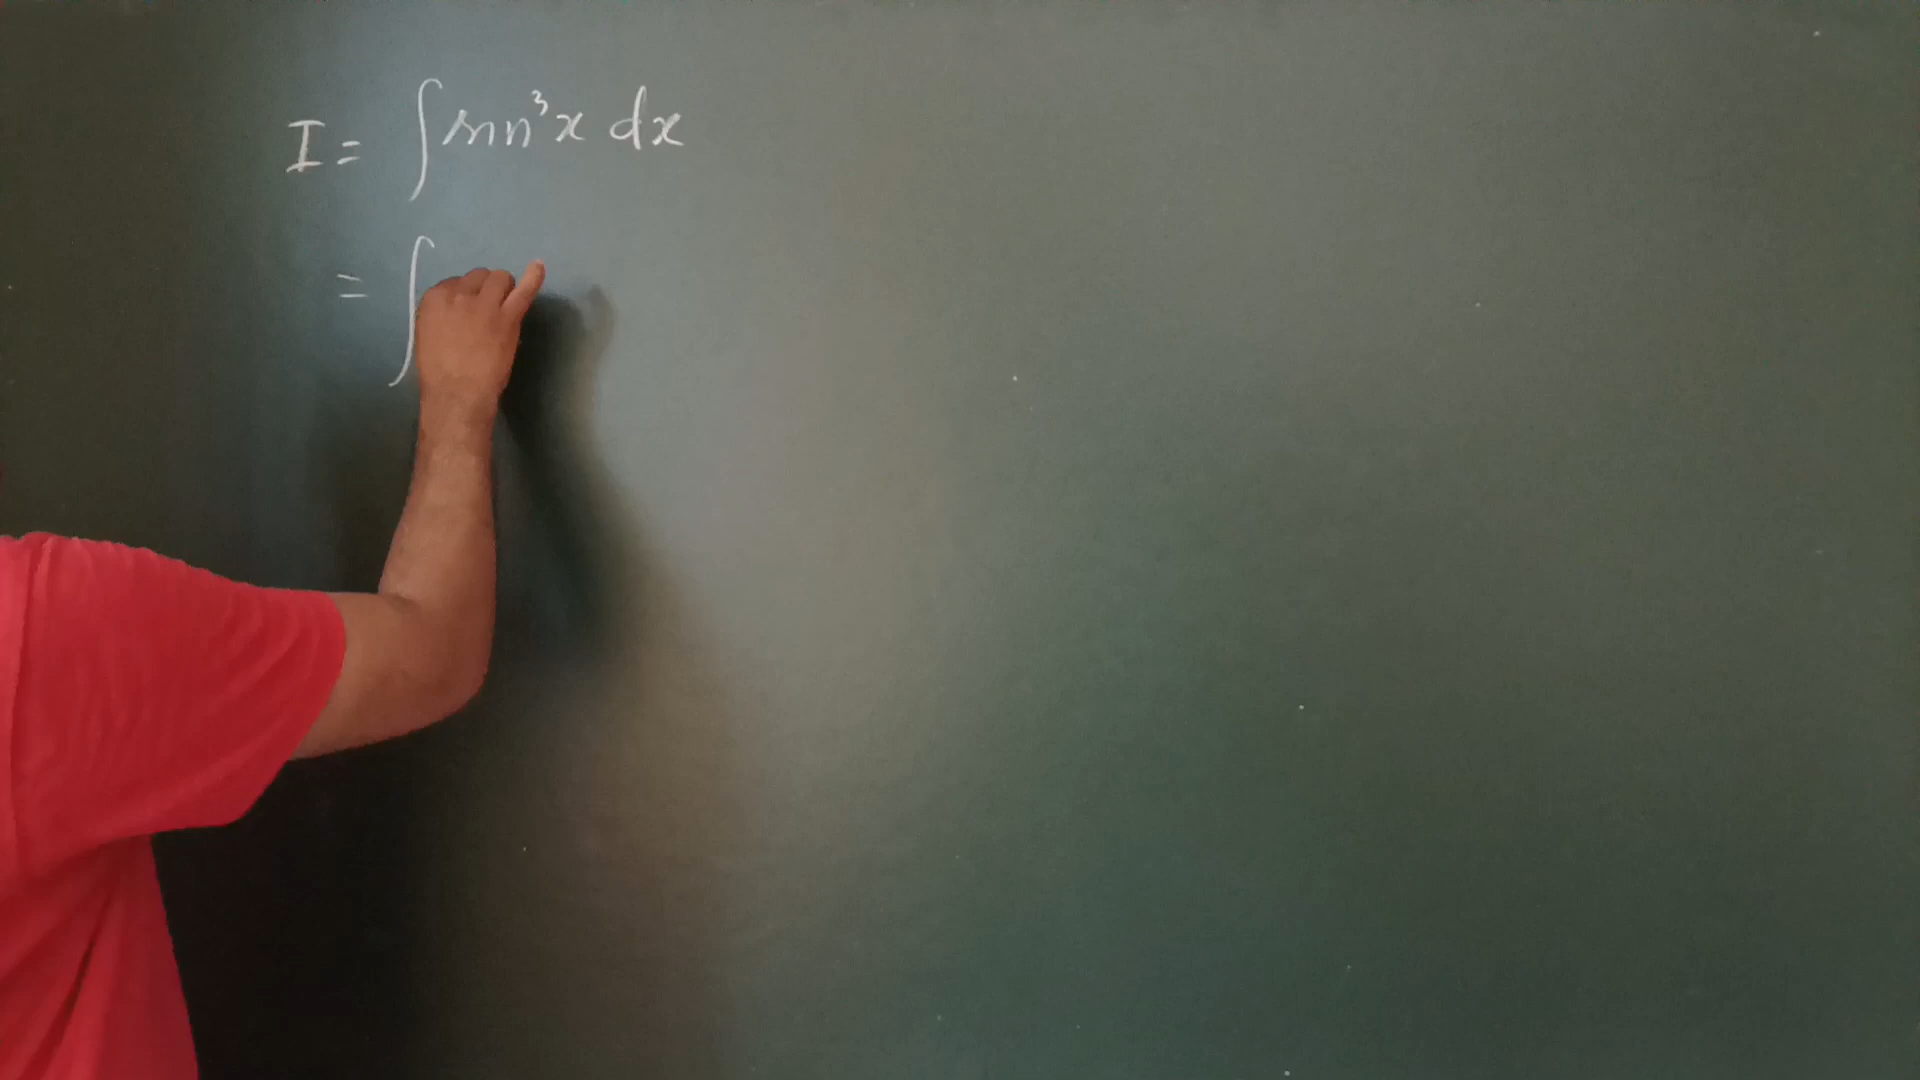 I = ∫ sin³x dx
= ∫